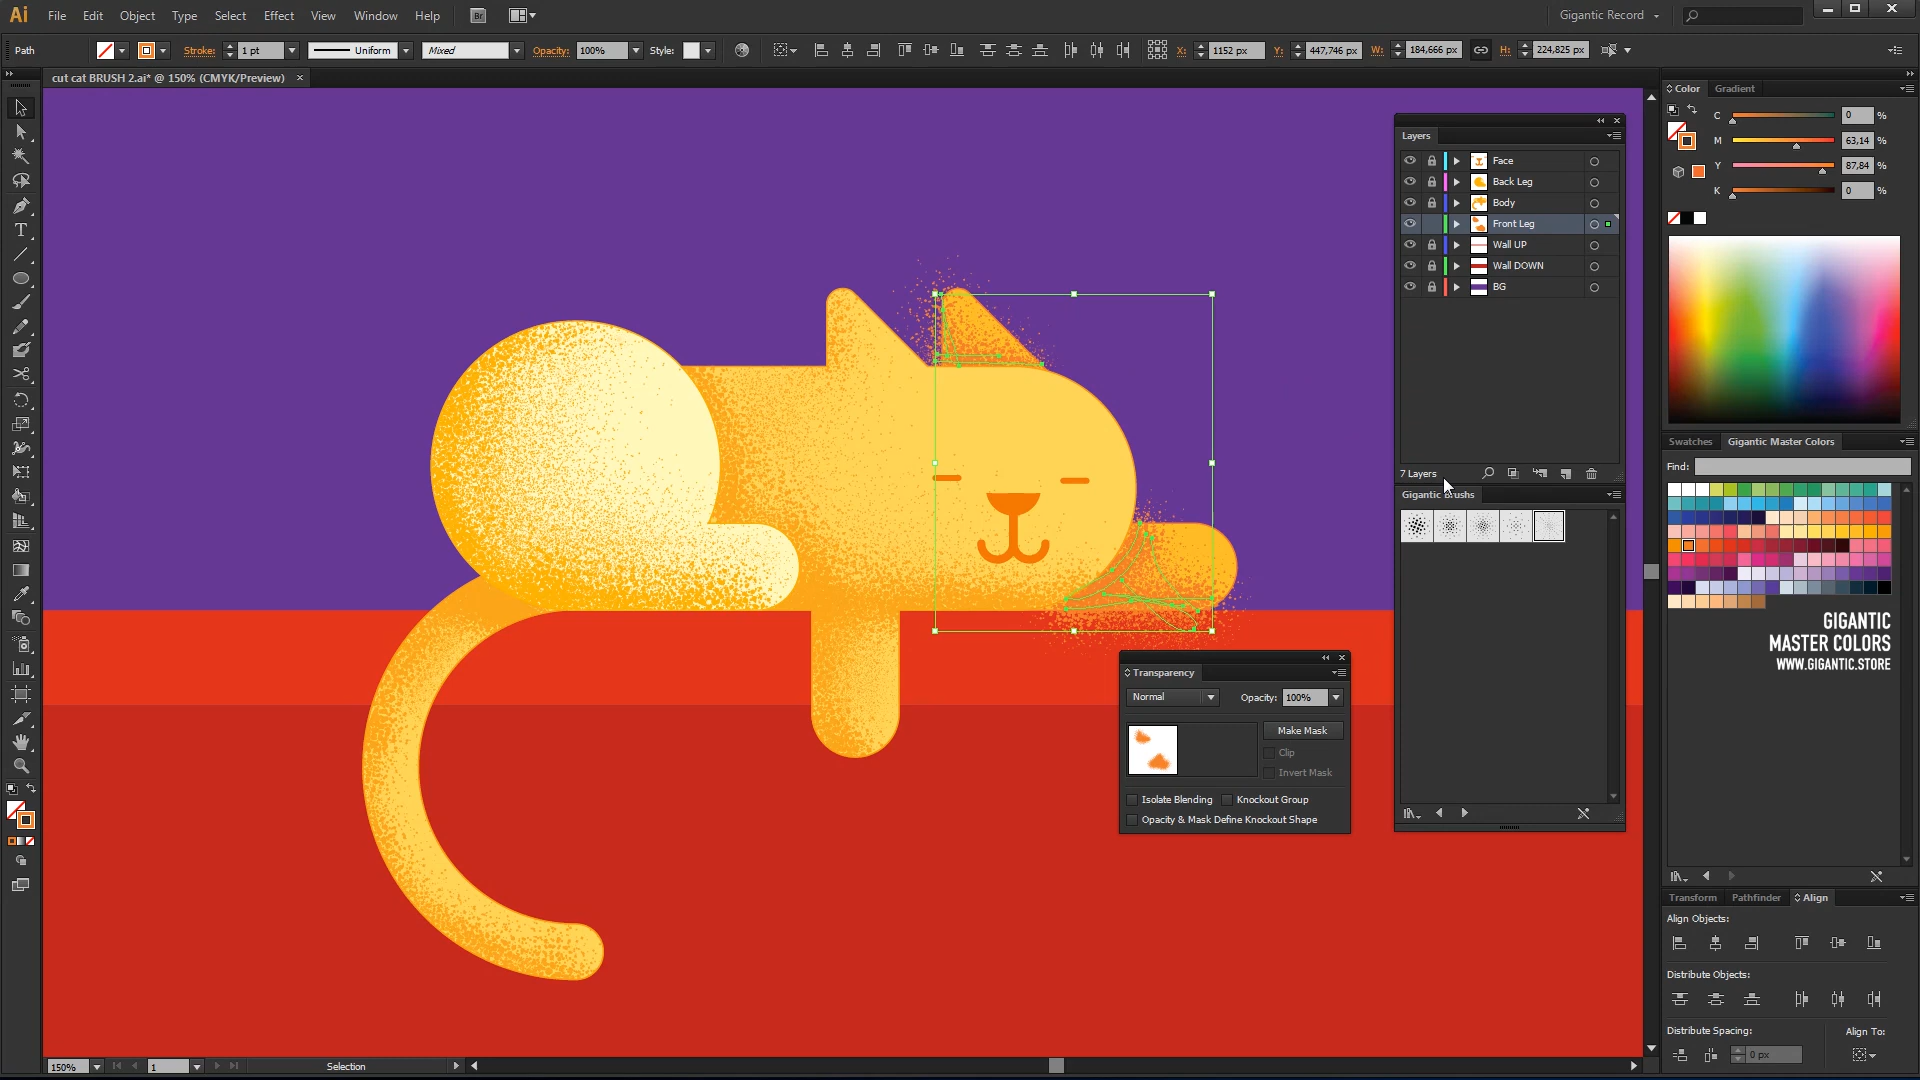 Ai File Edit Object Type Select Effect View Window Help Br Gigantic Record
Path Stroke: 1 pt Uniform Mixed Opacity: 100% Style: X: 1152 px Y: 447,746 px W: 184,666 px H: 224,825 px
cut cat BRUSH 2.ai* @ 150% (CMYK/Preview)
Layers
Face
Back Leg
Body
Front Leg
Wall UP
Wall DOWN
BG
7 Layers
Gigantic Brushs
Transparency
Normal Opacity: 100%
Make Mask
Clip
Invert Mask
Isolate Blending Knockout Group
Opacity & Mask Define Knockout Shape
Color Gradient
C 0 %
M 63,14 %
Y 87,84 %
K 0 %
Swatches Gigantic Master Colors
Find:
GIGANTIC
MASTER COLORS
WWW.GIGANTIC.STORE
Transform Pathfinder Align
Align Objects:
Distribute Objects:
Distribute Spacing: Align To:
0 px
150% 1 Selection